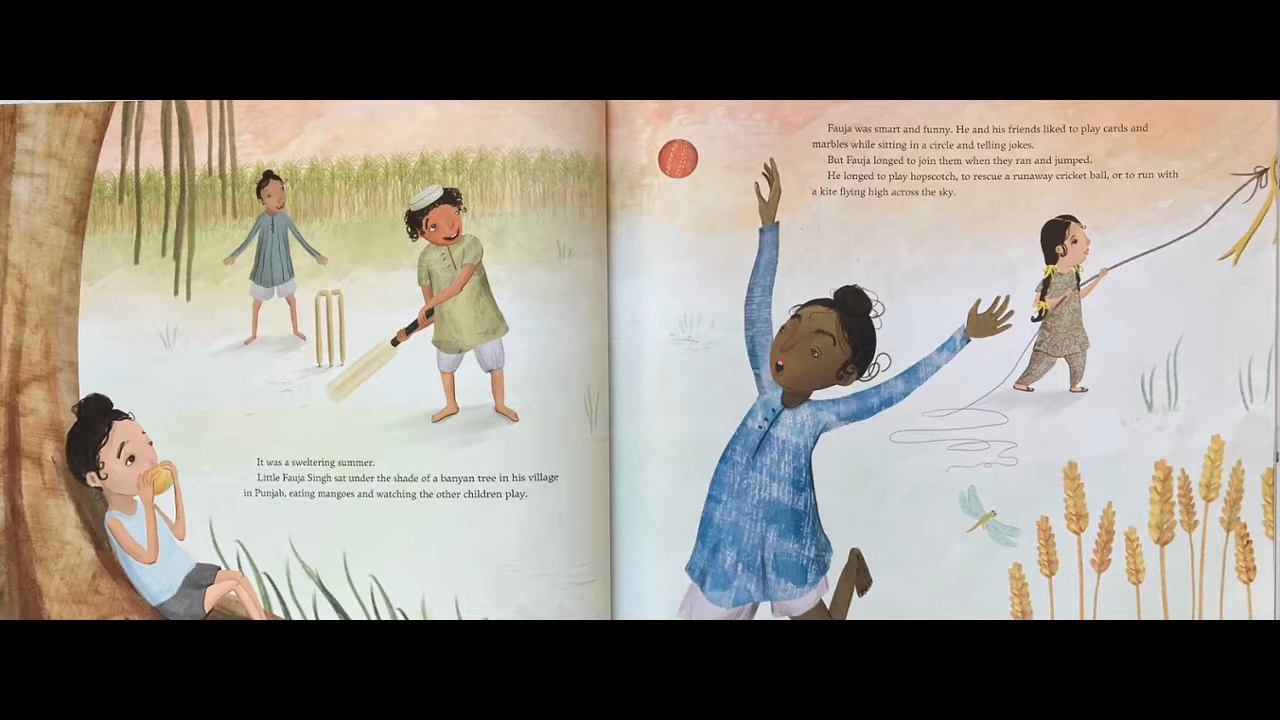 It was a sweltering summer.
Little Fauja Singh sat under the shade of a banyan tree in his village
in Punjab, eating mangoes and watching the other children play.
Fauja was smart and funny. He and his friends liked to play cards and
marbles while sitting in a circle and telling jokes.
But Fauja longed to join them when they ran and jumped.
He longed to play hopscotch, to rescue a runaway cricket ball, or to run with
a kite flying high across the sky.